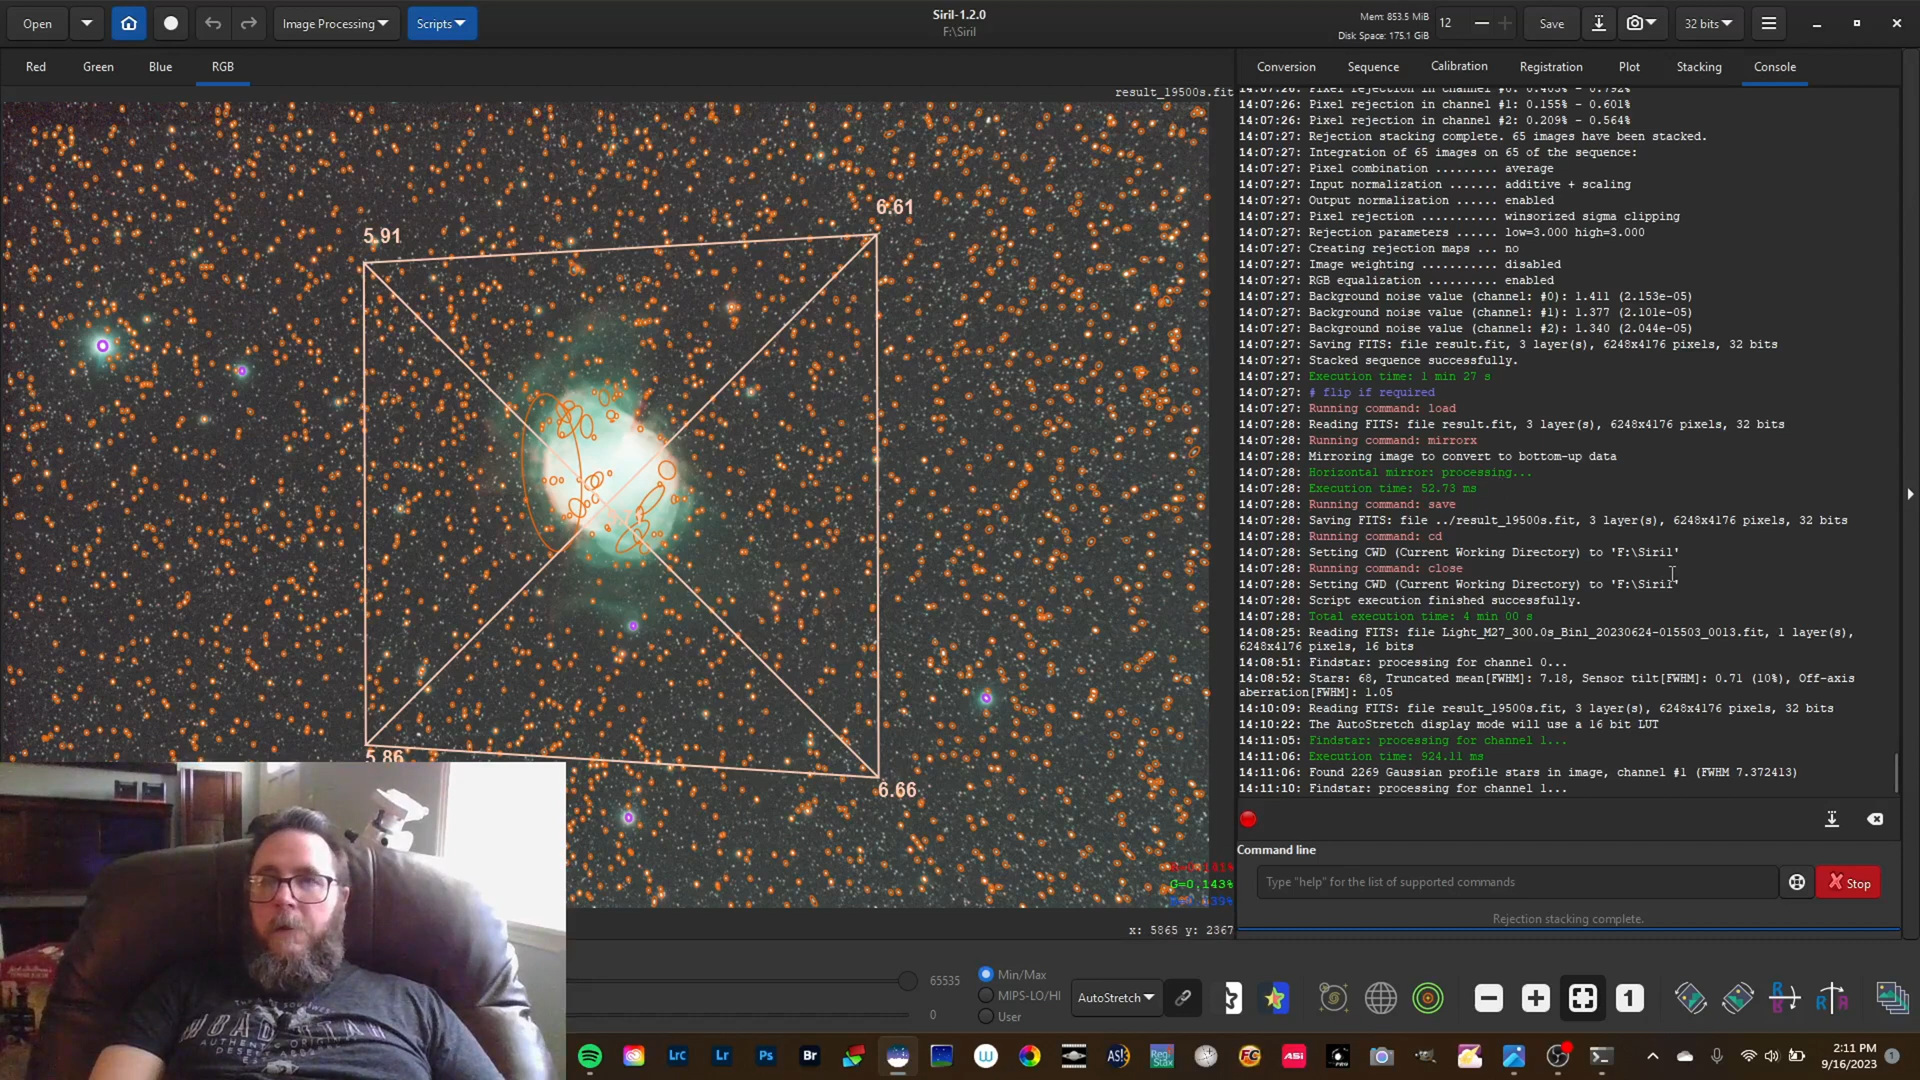 Open
Image Processing
Scripts
Siril-1.2.0
F:\Siril
Mem: 853.5 MiB
Disk Space: 175.1 GiB
12
Save
32 bits
Red
Green
Blue
RGB
Conversion
Sequence
Calibration
Registration
Plot
Stacking
Console
result_19500s.fit
14:07:26: Pixel rejection in channel #0: 0.403% - 0.792%
14:07:26: Pixel rejection in channel #1: 0.155% - 0.601%
14:07:26: Pixel rejection in channel #2: 0.209% - 0.564%
14:07:27: Rejection stacking complete. 65 images have been stacked.
14:07:27: Integration of 65 images on 65 of the sequence:
14:07:27: Pixel combination ......... average
14:07:27: Input normalization ....... additive + scaling
14:07:27: Output normalization ...... enabled
14:07:27: Pixel rejection ........... winsorized sigma clipping
14:07:27: Rejection parameters ...... low=3.000 high=3.000
14:07:27: Creating rejection maps ... no
14:07:27: Image weighting .......... disabled
14:07:27: RGB equalization .......... enabled
14:07:27: Background noise value (channel: #0): 1.411 (2.153e-05)
14:07:27: Background noise value (channel: #1): 1.377 (2.101e-05)
14:07:27: Background noise value (channel: #2): 1.340 (2.044e-05)
14:07:27: Saving FITS: file result.fit, 3 layer(s), 6248x4176 pixels, 32 bits
14:07:27: Stacked sequence successfully.
14:07:27: Execution time: 1 min 27 s
14:07:27: # flip if required
14:07:27: Running command: load
14:07:28: Reading FITS: file result.fit, 3 layer(s), 6248x4176 pixels, 32 bits
14:07:28: Running command: mirrorx
14:07:28: Mirroring image to convert to bottom-up data
14:07:28: Horizontal mirror: processing...
14:07:28: Execution time: 52.73 ms
14:07:28: Running command: save
14:07:28: Saving FITS: file ../result_19500s.fit, 3 layer(s), 6248x4176 pixels, 32 bits
14:07:28: Running command: cd
14:07:28: Setting CWD (Current Working Directory) to 'F:\Siril'
14:07:28: Running command: close
14:07:28: Setting CWD (Current Working Directory) to 'F:\Siril'
14:07:28: Script execution finished successfully.
14:07:28: Total execution time: 4 min 00 s
14:08:25: Reading FITS: file Light_M27_300.0s_Bin1_20230624-015503_0013.fit, 1 layer(s),
6248x4176 pixels, 16 bits
14:08:51: Findstar: processing for channel 0...
14:08:52: Stars: 68, Truncated mean[FWHM]: 7.18, Sensor tilt[FWHM]: 0.71 (10%), Off-axis
aberration[FWHM]: 1.05
14:10:09: Reading FITS: file result_19500s.fit, 3 layer(s), 6248x4176 pixels, 32 bits
14:10:22: The AutoStretch display mode will use a 16 bit LUT
14:11:05: Findstar: processing for channel 1...
14:11:06: Execution time: 924.11 ms
14:11:06: Found 2269 Gaussian profile stars in image, channel #1 (FWHM 7.372413)
14:11:10: Findstar: processing for channel 1...
5.91
6.61
5.86
6.66
G=0.143%
x: 5865 y: 2367
Command line
Type "help" for the list of supported commands
Stop
Rejection stacking complete.
65535
0
Min/Max
MIPS-LO/HI
User
AutoStretch
1
AUTHENTIC ORIGINAL
LrC
Lr
Ps
Br
AS!
Reg
Stax
FC
ASI
2:11 PM
9/16/2023